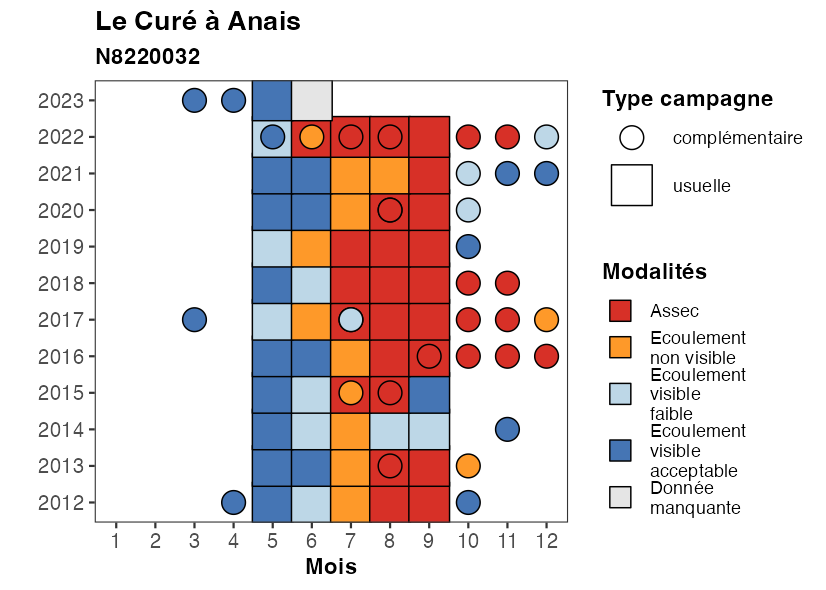 Le Curé à Anais
N8220032
2023
2022
2021
2020
2019
2018
2017
2016
2015
2014
2013
2012
1 2 3 4 5 6 7 8 9 10 11 12
Mois
Type campagne
complémentaire
usuelle
Modalités
Assec
Ecoulement
non visible
Ecoulement
visible
faible
Ecoulement
visible
acceptable
Donnée
manquante